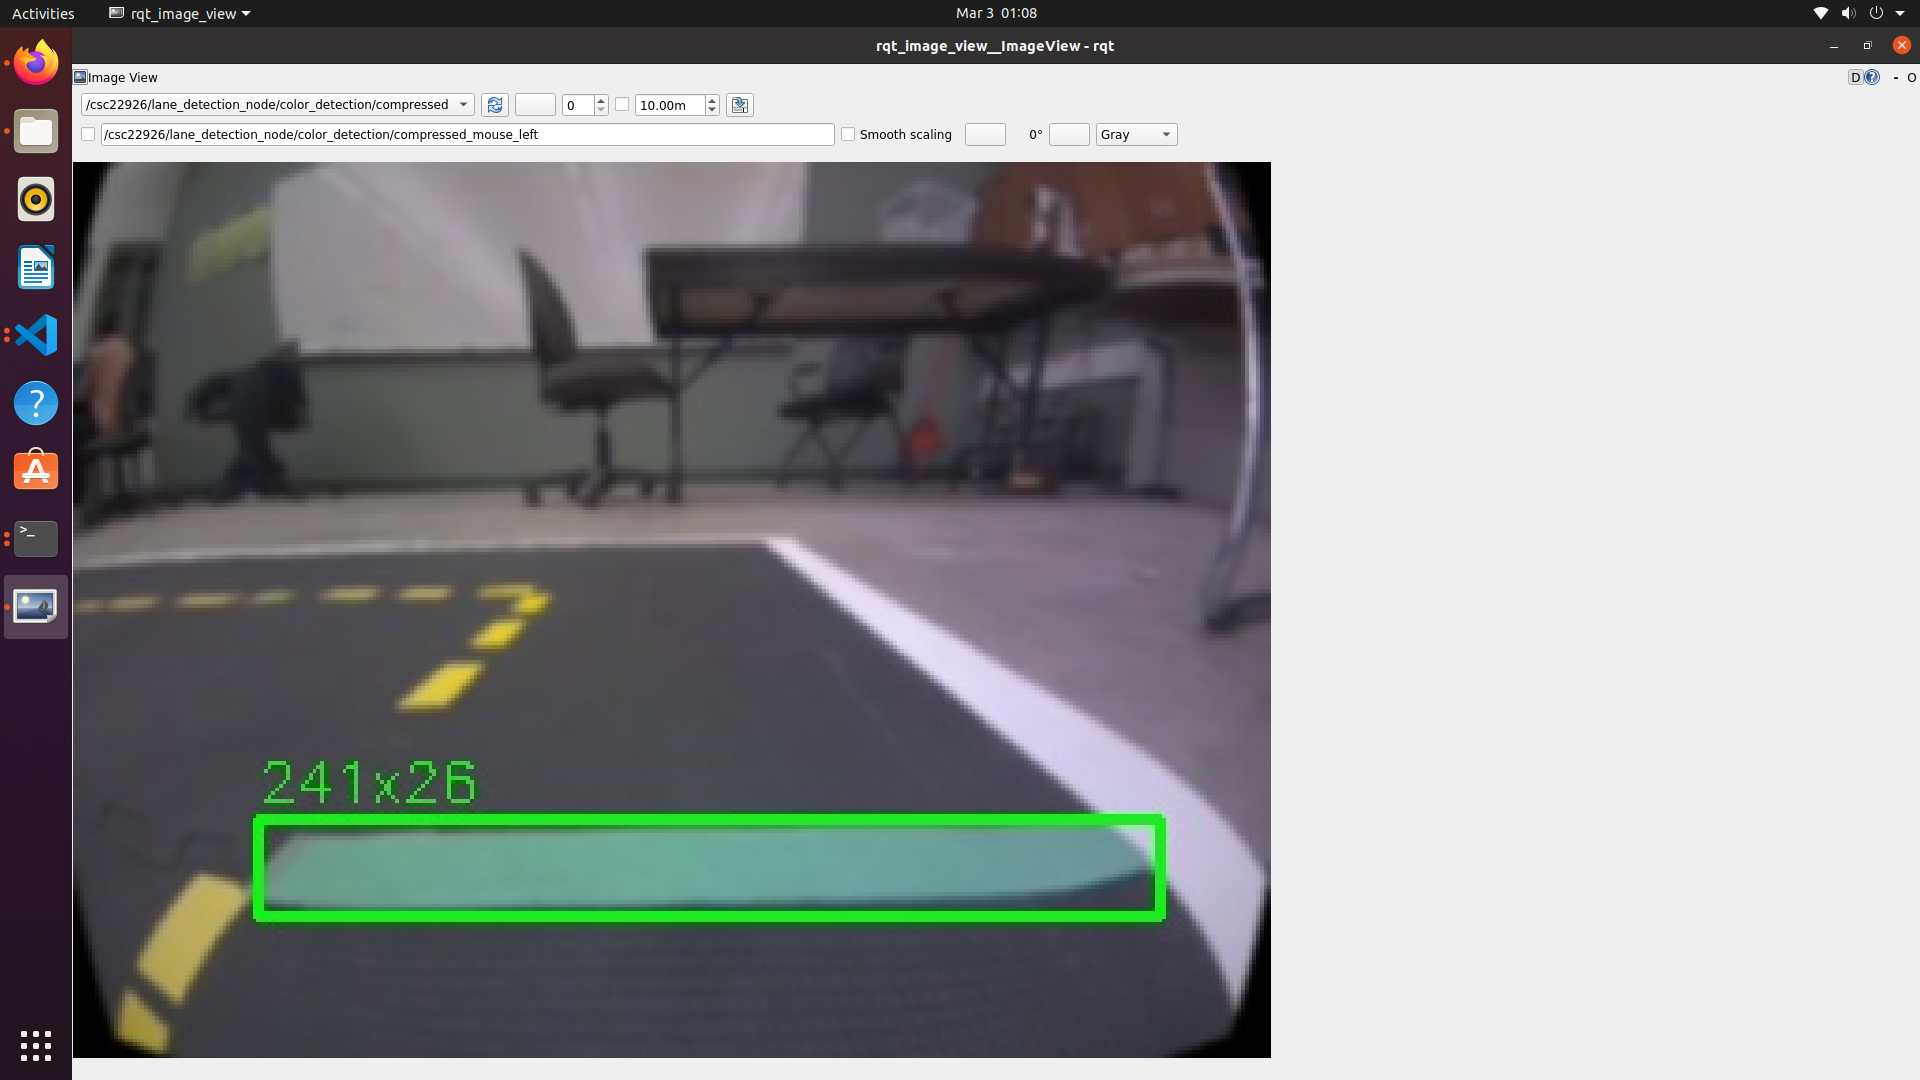 Activities
rqt_image_view
Mar 3 01:08
rqt_image_view__ImageView - rqt
Image View
D
?
- O
/csc22926/lane_detection_node/color_detection/compressed
0
10.00m
/csc22926/lane_detection_node/color_detection/compressed_mouse_left
Smooth scaling
0°
Gray
241x26